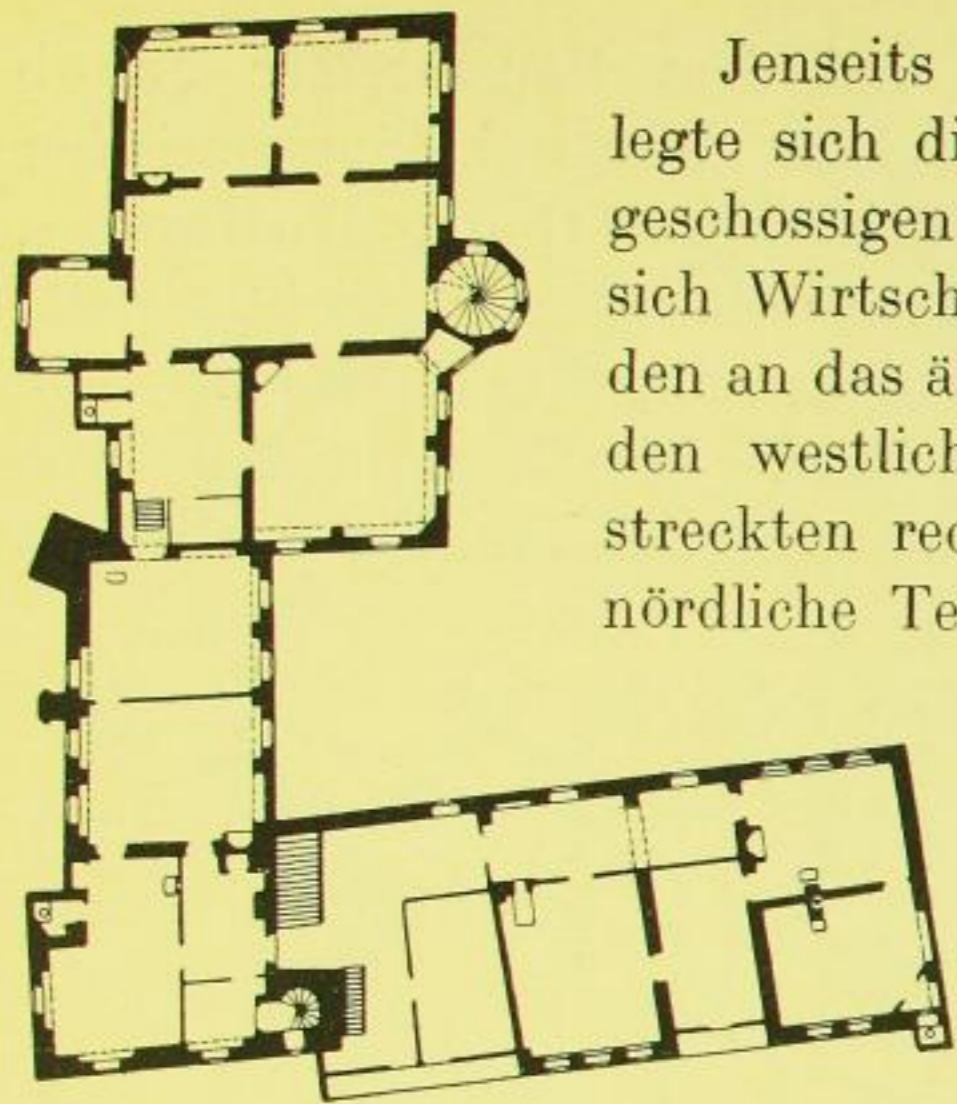 Jenseits
legte sich di
geschossigen
sich Wirtsch
den an das ä
den westlich
streckten rec
nördliche Te